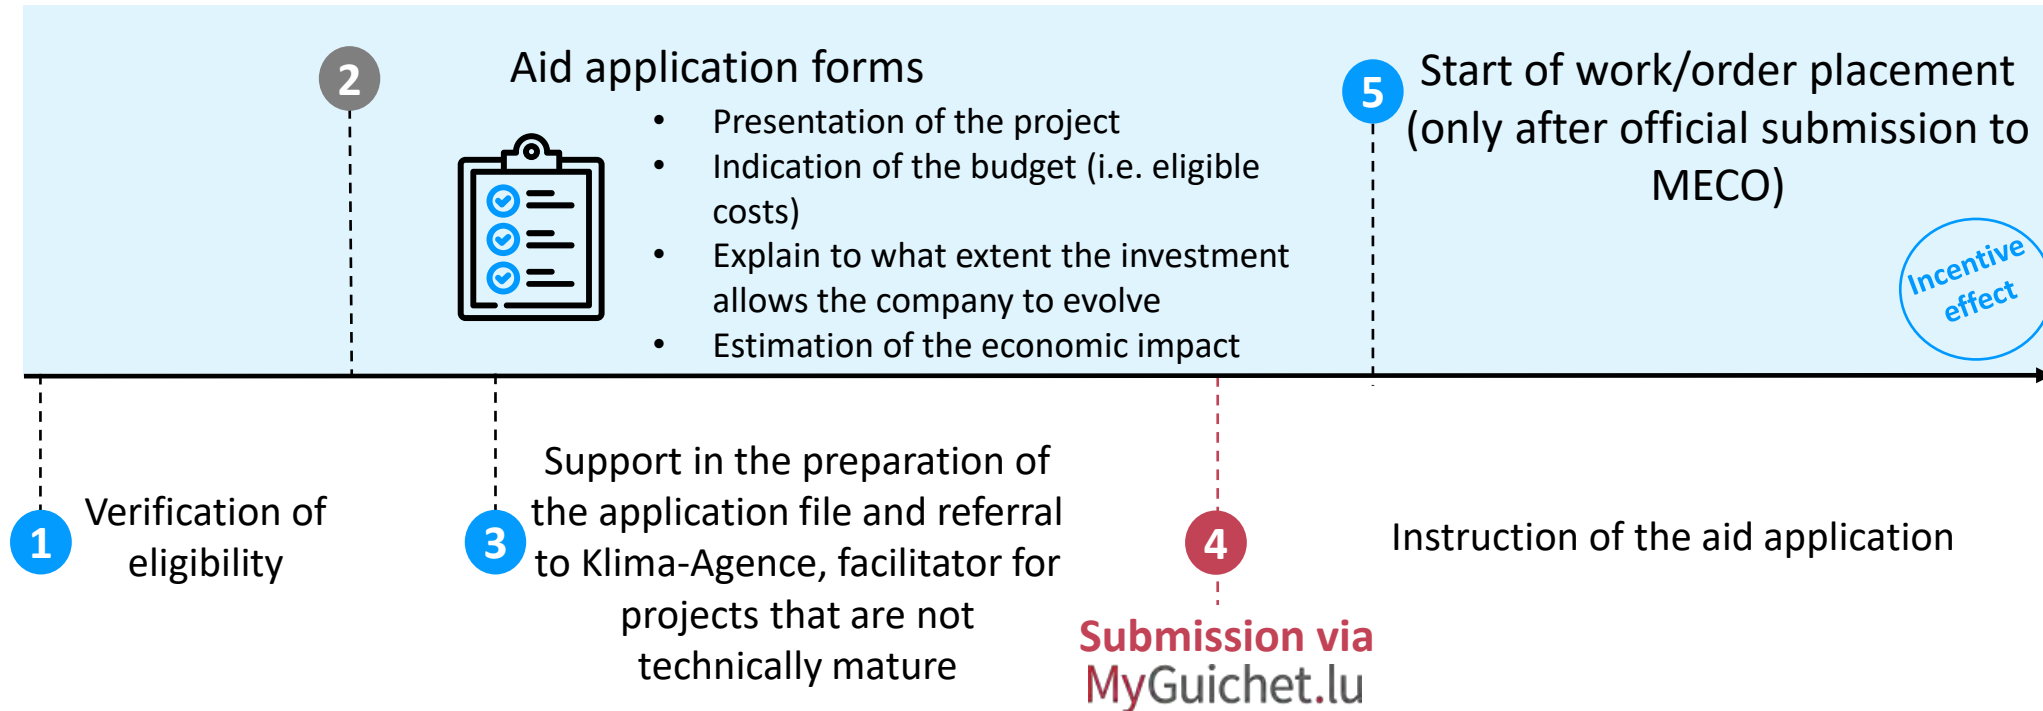 2
Aid application forms
• Presentation of the project
• Indication of the budget (i.e. eligible
costs)
• Explain to what extent the investment
allows the company to evolve
• Estimation of the economic impact
5
Start of work/order placement
(only after official submission to
MECO)
Incentive
effect
1
Verification of
eligibility
3
Support in the preparation of
the application file and referral
to Klima-Agence, facilitator for
projects that are not
technically mature
4
Submission via
MyGuichet.lu
Instruction of the aid application